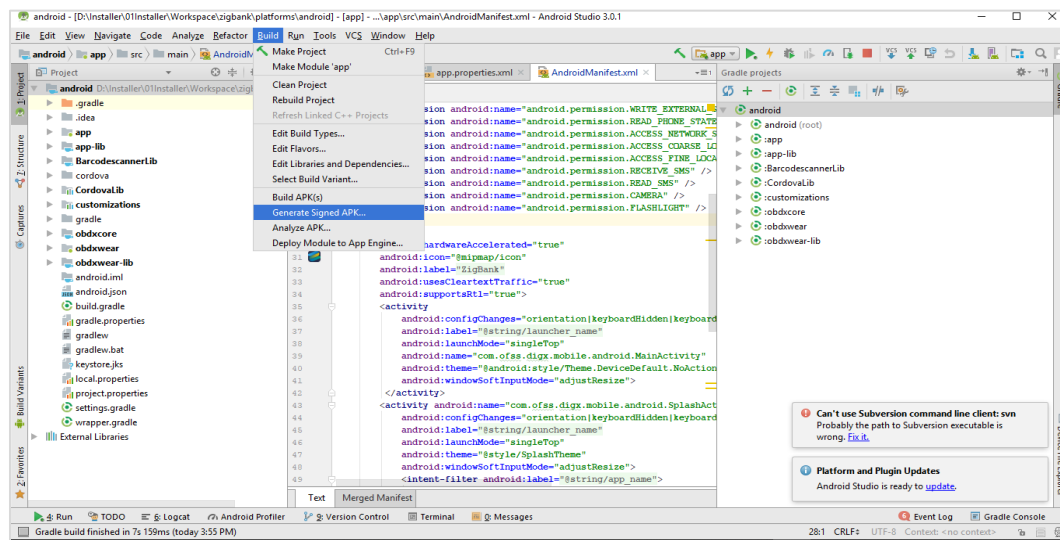 android - [D:\Installer\01Installer\Workspace\zigbank\platforms\android] - [app] - ...\app\src\main\AndroidManifest.xml - Android Studio 3.0.1
File Edit View Navigate Code Analyze Refactor Build Run Tools VCS Window Help
android app src main AndroidM
app
Make Project Ctrl+F9
Make Module 'app'
Clean Project
Rebuild Project
Refresh Linked C++ Projects
Edit Build Types...
Edit Flavors...
Edit Libraries and Dependencies...
Select Build Variant...
Build APK(s)
Generate Signed APK...
Analyze APK...
Deploy Module to App Engine...
1: Project
Z: Structure
Captures
Build Variants
2: Favorites
Project
android D:\Installer\01Installer\Workspace\zigl
.gradle
.idea
app
app-lib
BarcodescannerLib
cordova
CordovaLib
customizations
gradle
obdxcore
obdxwear
obdxwear-lib
android.iml
android.json
build.gradle
gradle.properties
gradlew
gradlew.bat
keystore.jks
local.properties
project.properties
settings.gradle
wrapper.gradle
External Libraries
app.properties.xml AndroidManifest.xml
sion android:name="android.permission.WRITE_EXTERNAL_
sion android:name="android.permission.READ_PHONE_STATE
sion android:name="android.permission.ACCESS_NETWORK_S
sion android:name="android.permission.ACCESS_COARSE_LO
sion android:name="android.permission.ACCESS_FINE_LOCA
sion android:name="android.permission.RECEIVE_SMS" />
sion android:name="android.permission.READ_SMS" />
sion android:name="android.permission.CAMERA" />
sion android:name="android.permission.FLASHLIGHT" />
hardwareAccelerated="true"
31 android:icon="@mipmap/icon"
32 android:label="ZigBank"
33 android:usesCleartextTraffic="true"
34 android:supportsRtl="true">
35 <activity
36 android:configChanges="orientation|keyboardHidden|keyboard
37 android:label="@string/launcher_name"
38 android:launchMode="singleTop"
39 android:name="com.ofss.digx.mobile.android.MainActivity"
40 android:theme="@android:style/Theme.DeviceDefault.NoAction
41 android:windowSoftInputMode="adjustResize">
42 </activity>
43 <activity android:name="com.ofss.digx.mobile.android.SplashAct
44 android:configChanges="orientation|keyboardHidden|keyboard
45 android:label="@string/launcher_name"
46 android:launchMode="singleTop"
47 android:theme="@style/SplashTheme"
48 android:windowSoftInputMode="adjustResize">
49 <intent-filter android:label="@string/app_name">
Text Merged Manifest
Gradle projects
android
android (root)
:app
:app-lib
:BarcodescannerLib
:CordovaLib
:customizations
:obdxcore
:obdxwear
:obdxwear-lib
Can't use Subversion command line client: svn
Probably the path to Subversion executable is
wrong. Fix it.
Platform and Plugin Updates
Android Studio is ready to update.
4: Run TODO 6: Logcat Android Profiler 9: Version Control Terminal 0: Messages Event Log Gradle Console
Gradle build finished in 7s 159ms (today 3:55 PM) 28:1 CRLF UTF-8 Context: <no context>